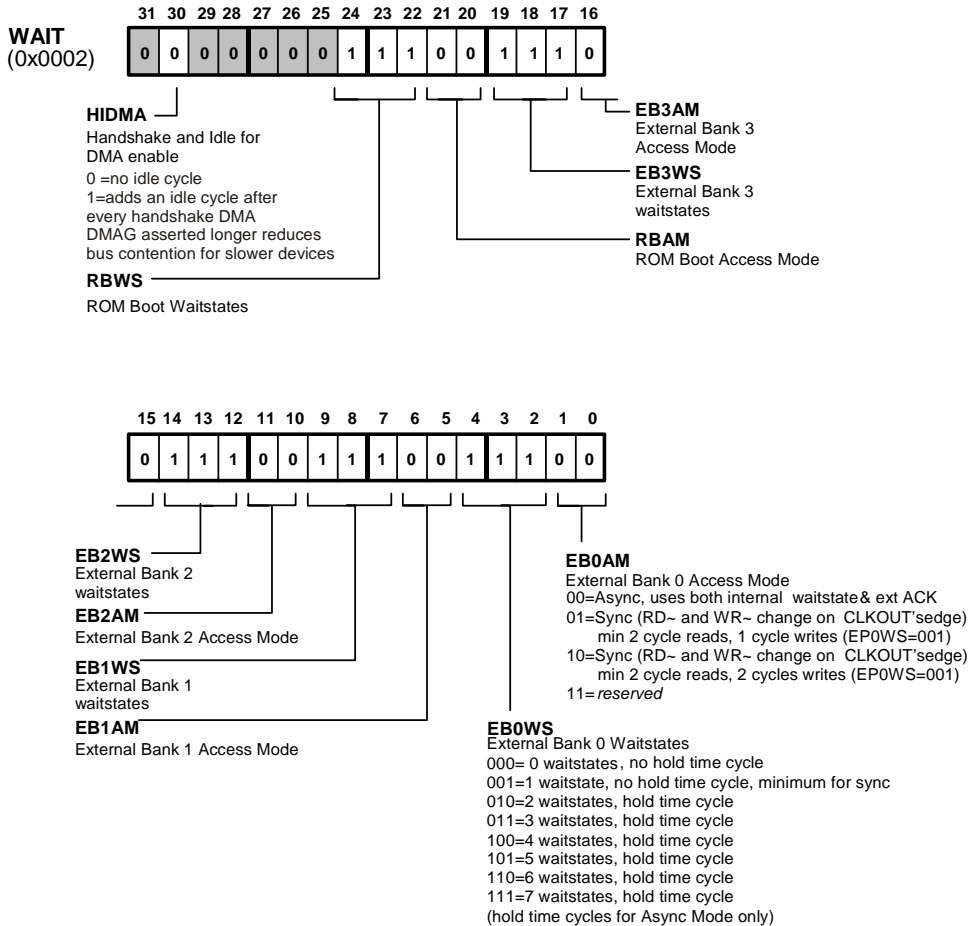 31 30 29 28 27 26 25 24 23 22 21 20 19 18 17 16
WAIT
(0x0002)
0 0 0 0 0 0 0 1 1 1 0 0 1 1 1 0
HIDMA
Handshake and Idle for
DMA enable
0 =no idle cycle
1=adds an idle cycle after
every handshake DMA
DMAG asserted longer reduces
bus contention for slower devices
RBWS
ROM Boot Waitstates
EB3AM
External Bank 3
Access Mode
EB3WS
External Bank 3
waitstates
RBAM
ROM Boot Access Mode
15 14 13 12 11 10 9 8 7 6 5 4 3 2 1 0
0 1 1 1 0 0 1 1 1 0 0 1 1 1 0 0
EB2WS
External Bank 2
waitstates
EB2AM
External Bank 2 Access Mode
EB1WS
External Bank 1
waitstates
EB1AM
External Bank 1 Access Mode
EB0AM
External Bank 0 Access Mode
00=Async, uses both internal waitstate& ext ACK
01=Sync (RD~ and WR~ change on CLKOUT'sedge)
min 2 cycle reads, 1 cycle writes (EP0WS=001)
10=Sync (RD~ and WR~ change on CLKOUT'sedge)
min 2 cycle reads, 2 cycles writes (EP0WS=001)
11=reserved
EB0WS
External Bank 0 Waitstates
000= 0 waitstates, no hold time cycle
001=1 waitstate, no hold time cycle, minimum for sync
010=2 waitstates, hold time cycle
011=3 waitstates, hold time cycle
100=4 waitstates, hold time cycle
101=5 waitstates, hold time cycle
110=6 waitstates, hold time cycle
111=7 waitstates, hold time cycle
(hold time cycles for Async Mode only)